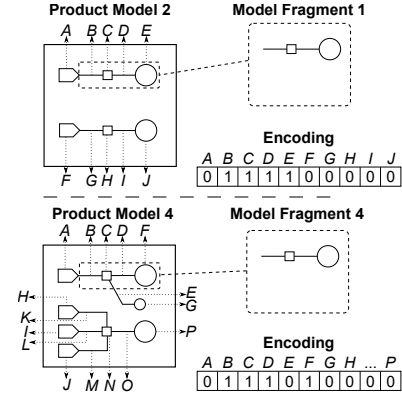 Product Model 2
Model Fragment 1
A B C D E
F G H I J
Encoding
A B C D E F G H I J
0 1 1 1 1 0 0 0 0 0
Product Model 4
Model Fragment 4
A B C D F
E
G
H
K
I
L
P
J M N O
Encoding
A B C D E F G H ... P
0 1 1 1 0 1 0 0 0 0